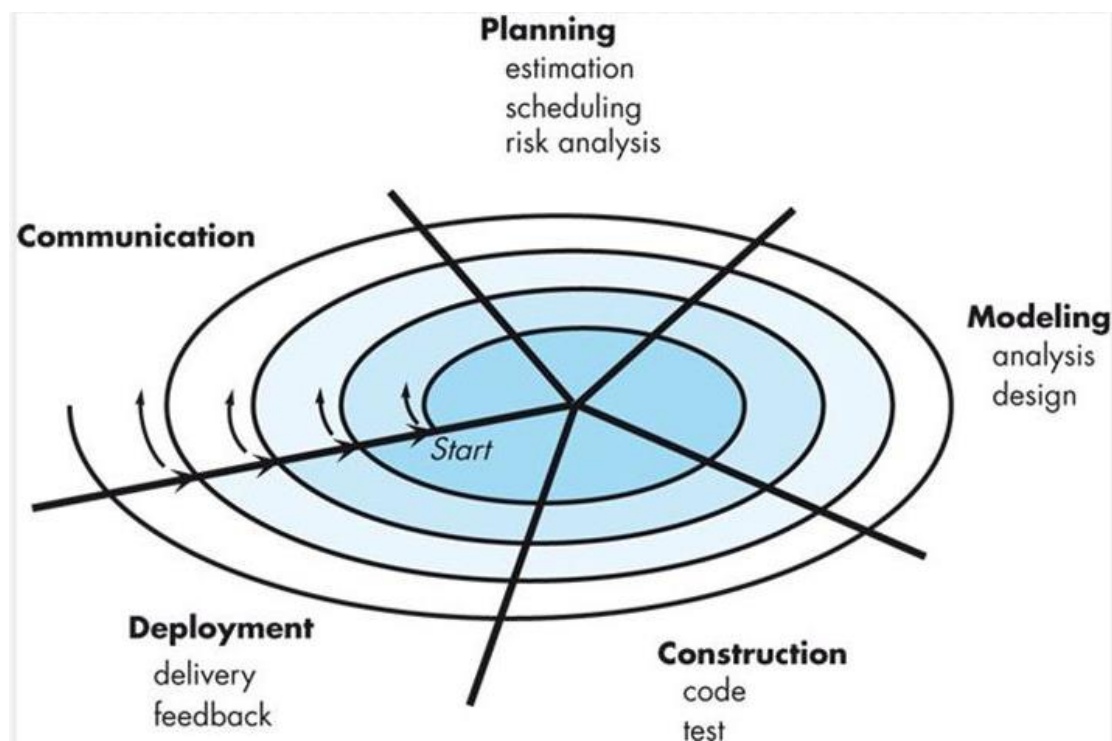 Planning
estimation
scheduling
risk analysis
Communication
Modeling
analysis
design
Start
Deployment
delivery
feedback
Construction
code
test